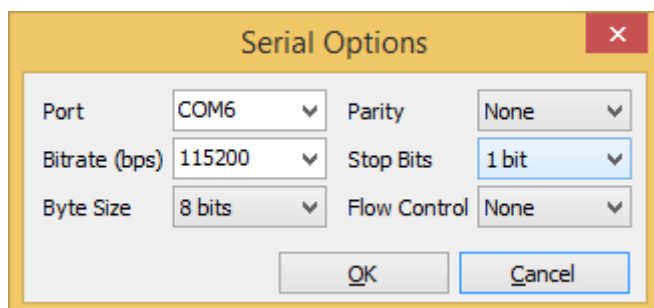 Serial Options
Port COM6 Parity None
Bitrate (bps) 115200 Stop Bits 1 bit
Byte Size 8 bits Flow Control None
OK Cancel